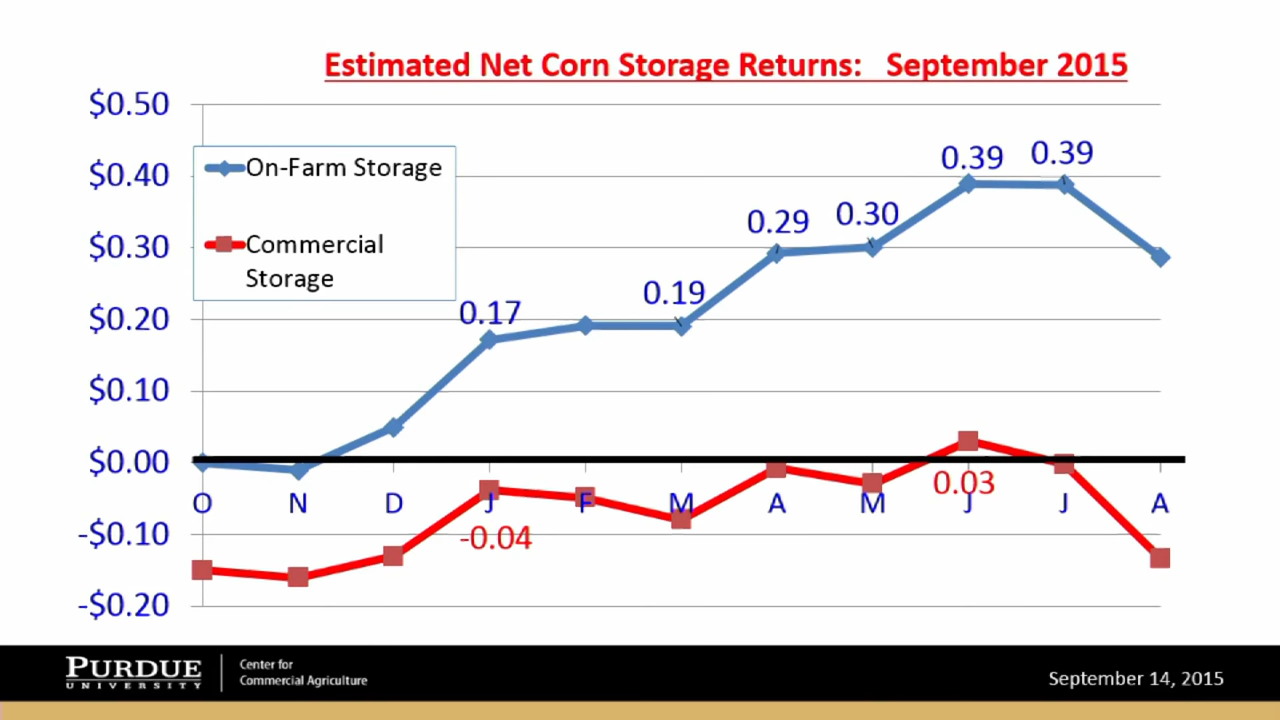 Estimated Net Corn Storage Returns: September 2015
$0.50
$0.40
$0.30
$0.20
$0.10
$0.00
-$0.10
-$0.20
On-Farm Storage
Commercial
Storage
0.17
0.19
0.29
0.30
0.39
0.39
-0.04
0.03
O N D J F M A M J J A
PURDUE
UNIVERSITY
Center for
Commercial Agriculture
September 14, 2015